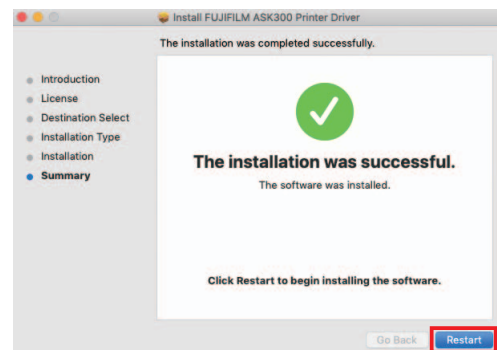 Install FUJIFILM ASK300 Printer Driver
The installation was completed successfully.
Introduction
License
Destination Select
Installation Type
Installation
Summary
The installation was successful.
The software was installed.
Click Restart to begin installing the software.
Go Back
Restart